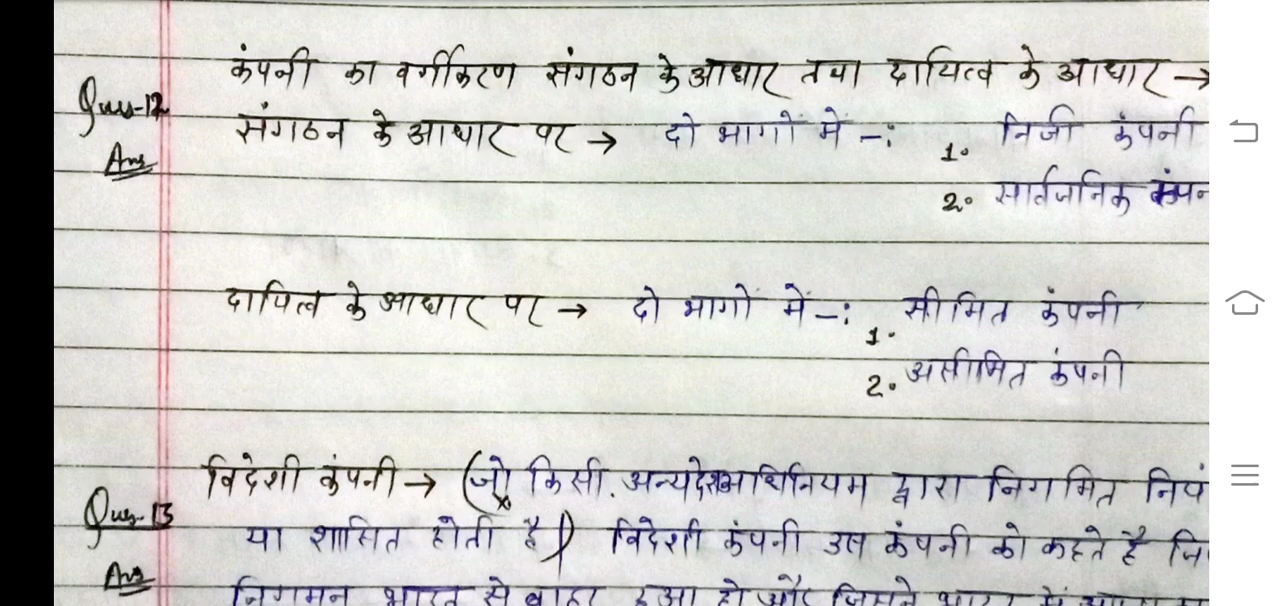 कंपनी का वर्गीकरण संगठन के आधार तथा दायित्व के आधार →
Ques-12
संगठन के आधार पर → दो भागों में -: 1. निजी कंपनी
Ans
2. सार्वजनिक कंपन
दायित्व के आधार पर → दो भागों में -: 1. सीमित कंपनी
2. असीमित कंपनी
विदेशी कंपनी → (जो किसी अन्य देश अधिनियम द्वारा निगमित नियं
Ques-13
या शासित होती है) विदेशी कंपनी उस कंपनी को कहते है जि
Ans
निगमन भारत से बाहर हुआ हो और जिसने भारत में